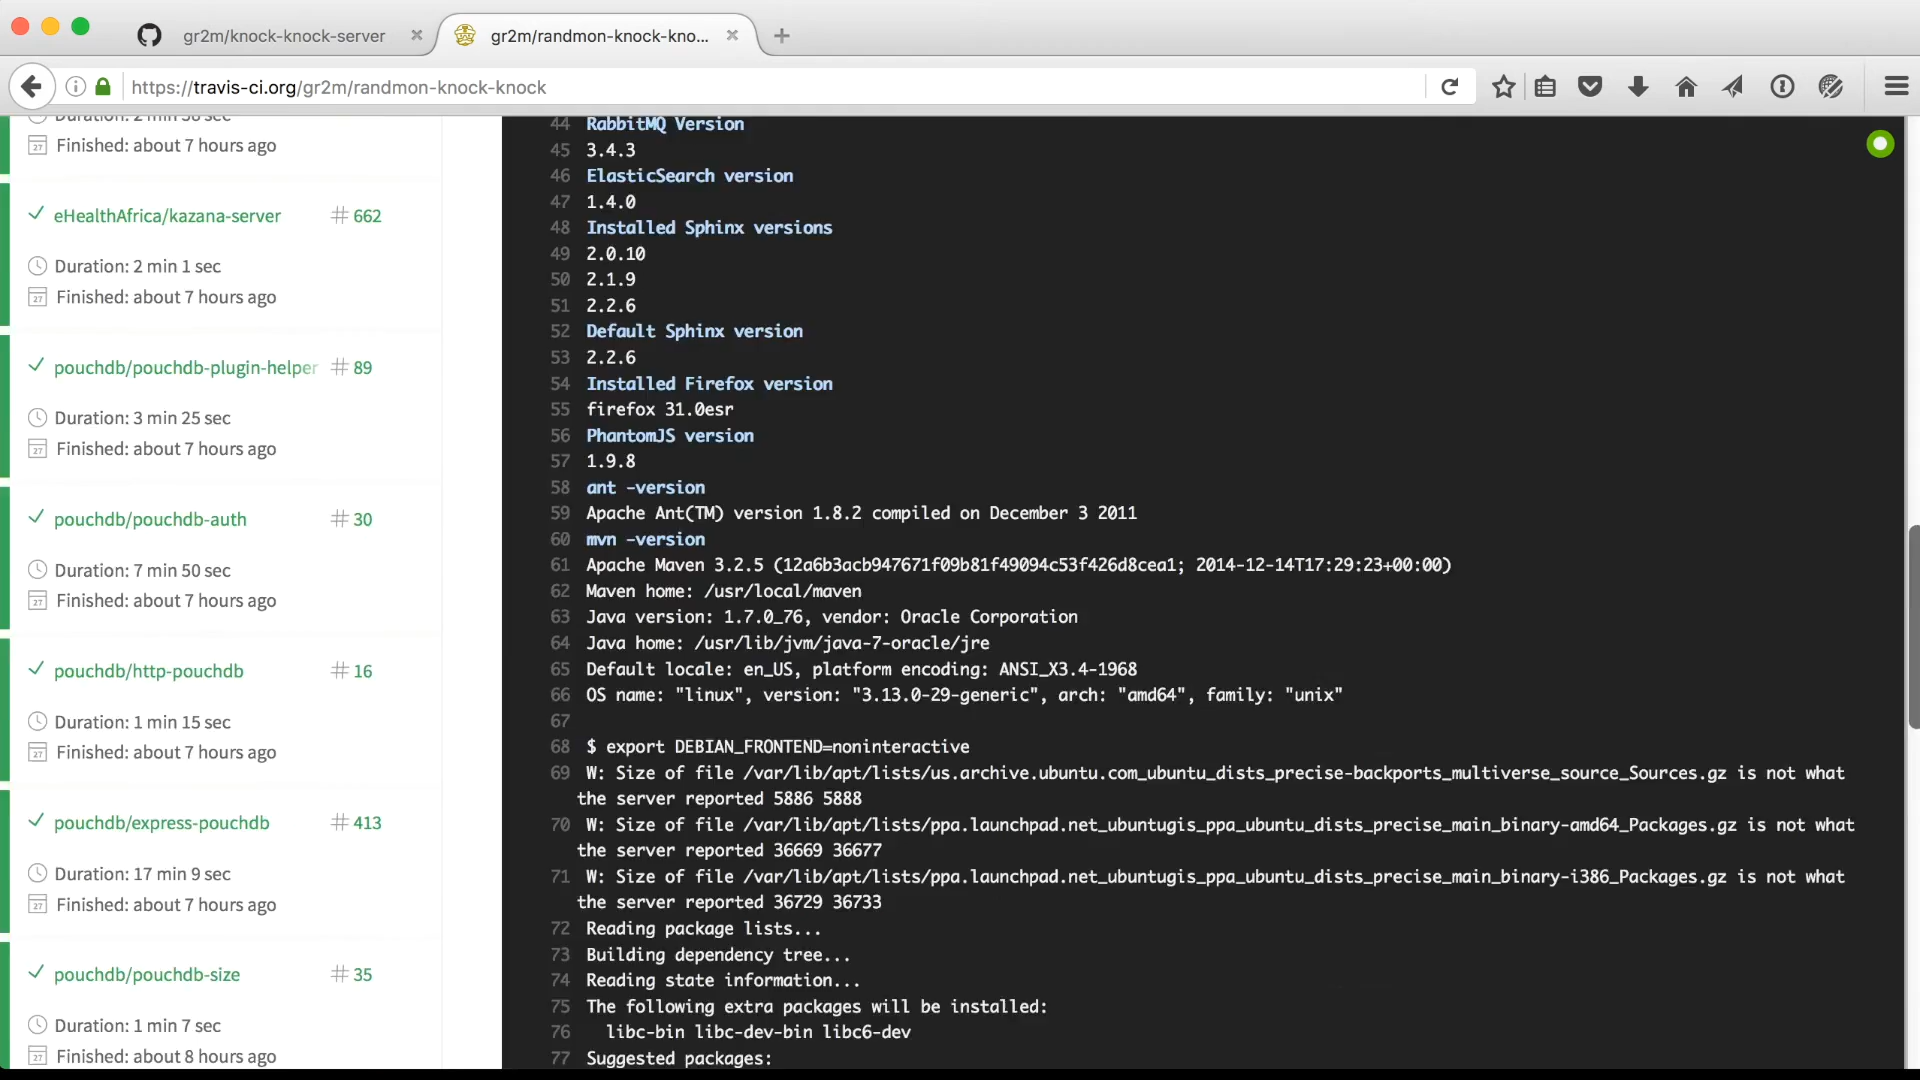 gr2m/knock-knock-server
gr2m/randmon-knock-kno...
https://travis-ci.org/gr2m/randmon-knock-knock
Duration: 2 min 58 sec
Finished: about 7 hours ago
eHealthAfrica/kazana-server # 662
Duration: 2 min 1 sec
Finished: about 7 hours ago
pouchdb/pouchdb-plugin-helper # 89
Duration: 3 min 25 sec
Finished: about 7 hours ago
pouchdb/pouchdb-auth # 30
Duration: 7 min 50 sec
Finished: about 7 hours ago
pouchdb/http-pouchdb # 16
Duration: 1 min 15 sec
Finished: about 7 hours ago
pouchdb/express-pouchdb # 413
Duration: 17 min 9 sec
Finished: about 7 hours ago
pouchdb/pouchdb-size # 35
Duration: 1 min 7 sec
Finished: about 8 hours ago
44 RabbitMQ Version
45 3.4.3
46 ElasticSearch version
47 1.4.0
48 Installed Sphinx versions
49 2.0.10
50 2.1.9
51 2.2.6
52 Default Sphinx version
53 2.2.6
54 Installed Firefox version
55 firefox 31.0esr
56 PhantomJS version
57 1.9.8
58 ant -version
59 Apache Ant(TM) version 1.8.2 compiled on December 3 2011
60 mvn -version
61 Apache Maven 3.2.5 (12a6b3acb947671f09b81f49094c53f426d8cea1; 2014-12-14T17:29:23+00:00)
62 Maven home: /usr/local/maven
63 Java version: 1.7.0_76, vendor: Oracle Corporation
64 Java home: /usr/lib/jvm/java-7-oracle/jre
65 Default locale: en_US, platform encoding: ANSI_X3.4-1968
66 OS name: "linux", version: "3.13.0-29-generic", arch: "amd64", family: "unix"
67
68 $ export DEBIAN_FRONTEND=noninteractive
69 W: Size of file /var/lib/apt/lists/us.archive.ubuntu.com_ubuntu_dists_precise-backports_multiverse_source_Sources.gz is not what
the server reported 5886 5888
70 W: Size of file /var/lib/apt/lists/ppa.launchpad.net_ubuntugis_ppa_ubuntu_dists_precise_main_binary-amd64_Packages.gz is not what
the server reported 36669 36677
71 W: Size of file /var/lib/apt/lists/ppa.launchpad.net_ubuntugis_ppa_ubuntu_dists_precise_main_binary-i386_Packages.gz is not what
the server reported 36729 36733
72 Reading package lists...
73 Building dependency tree...
74 Reading state information...
75 The following extra packages will be installed:
76 libc-bin libc-dev-bin libc6-dev
77 Suggested packages: